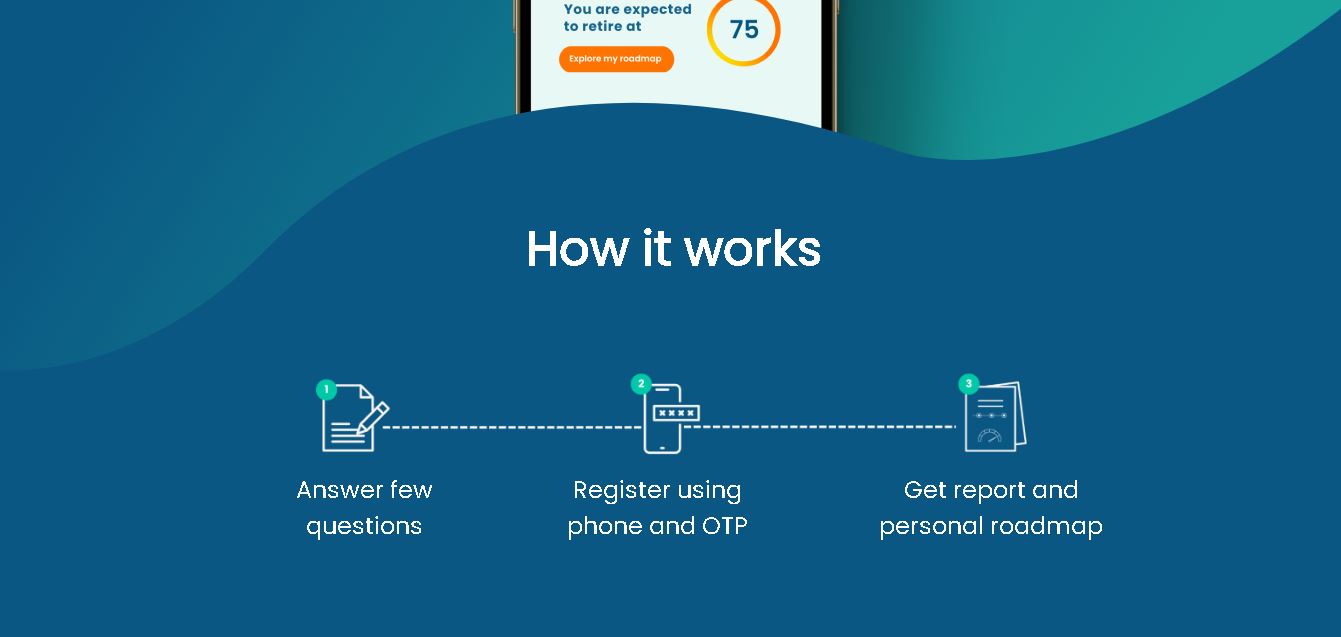 You are expected
to retire at
75
Explore my roadmap
How it works
1
2
3
Answer few
questions
Register using
phone and OTP
Get report and
personal roadmap